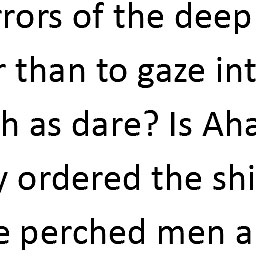 rrors of the deep
r than to gaze int
h as dare? Is Aha
y ordered the shi
e perched men a